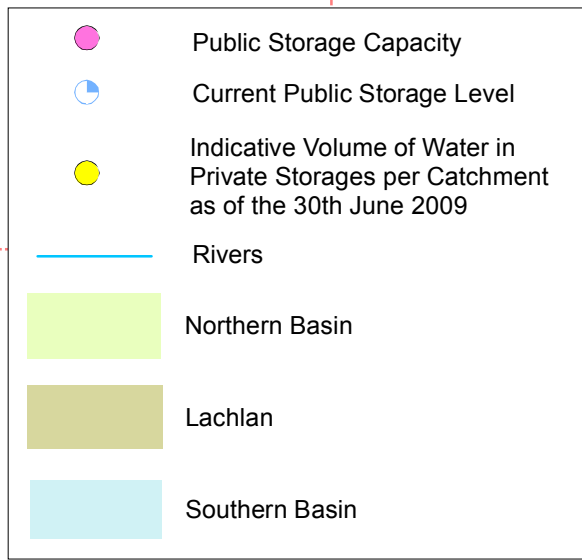 Public Storage Capacity
Current Public Storage Level
Indicative Volume of Water in
Private Storages per Catchment
as of the 30th June 2009
Rivers
Northern Basin
Lachlan
Southern Basin